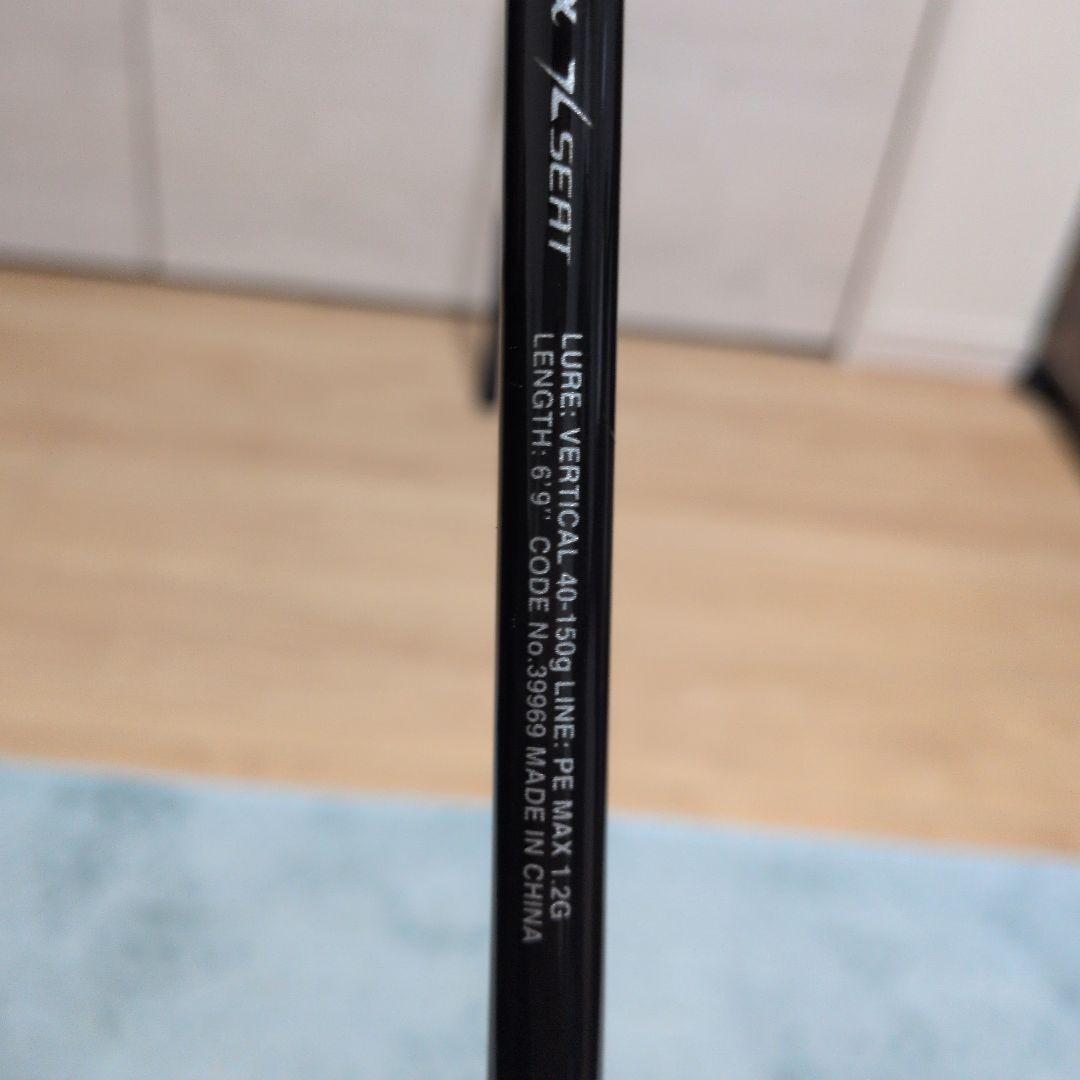 X SEAT
LURE: VERTICAL 40-150g LINE: PE MAX 1.2G
LENGTH: 6'9" CODE No.39969 MADE IN CHINA